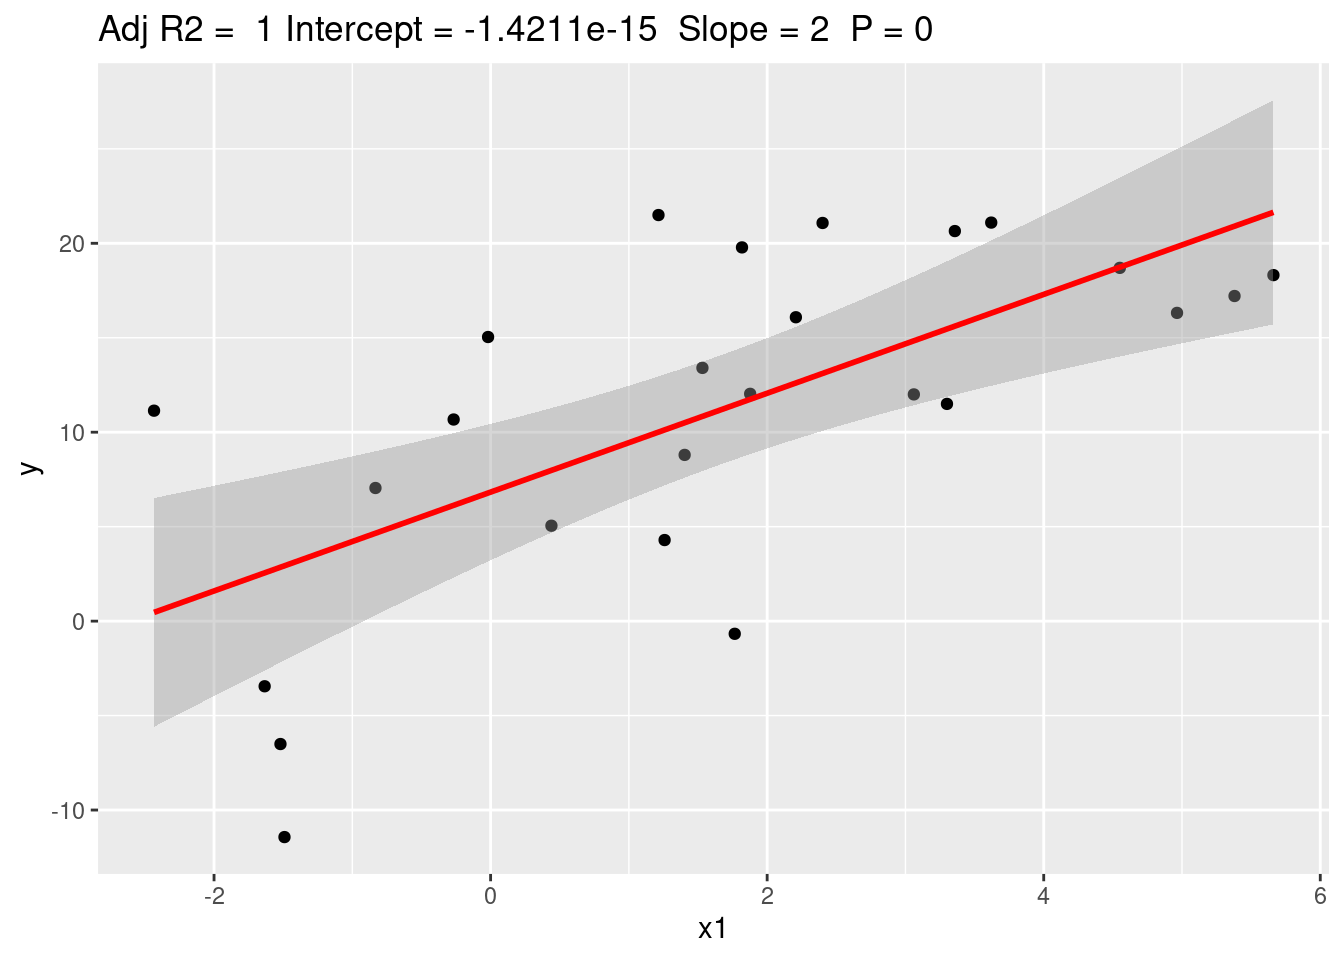 Adj R2 =  1 Intercept = -1.4211e-15  Slope = 2  P = 0
20
10
0
-10
y
-2 0 2 4 6
x1